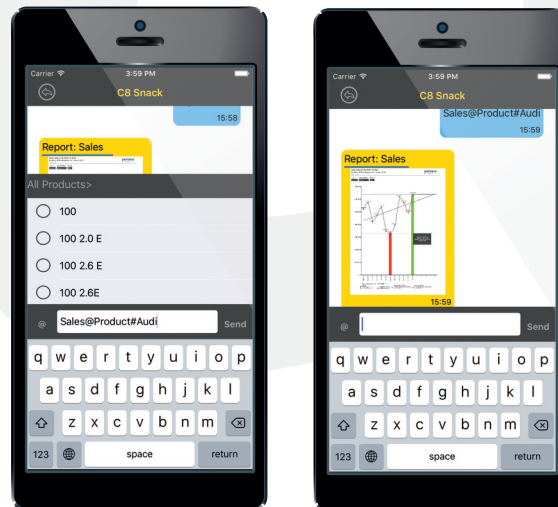 Carrier 3:59 PM
C8 Snack
15:58
Report: Sales
All Products>
100
100 2.0 E
100 2.6 E
100 2.6E
@ Sales@Product#Audi Send
q w e r t y u i o p
a s d f g h j k l
z x c v b n m
123 space return
Carrier 3:59 PM
C8 Snack
Sales@Product#Audi
15:59
Report: Sales
15:59
@ Send
q w e r t y u i o p
a s d f g h j k l
z x c v b n m
123 space return